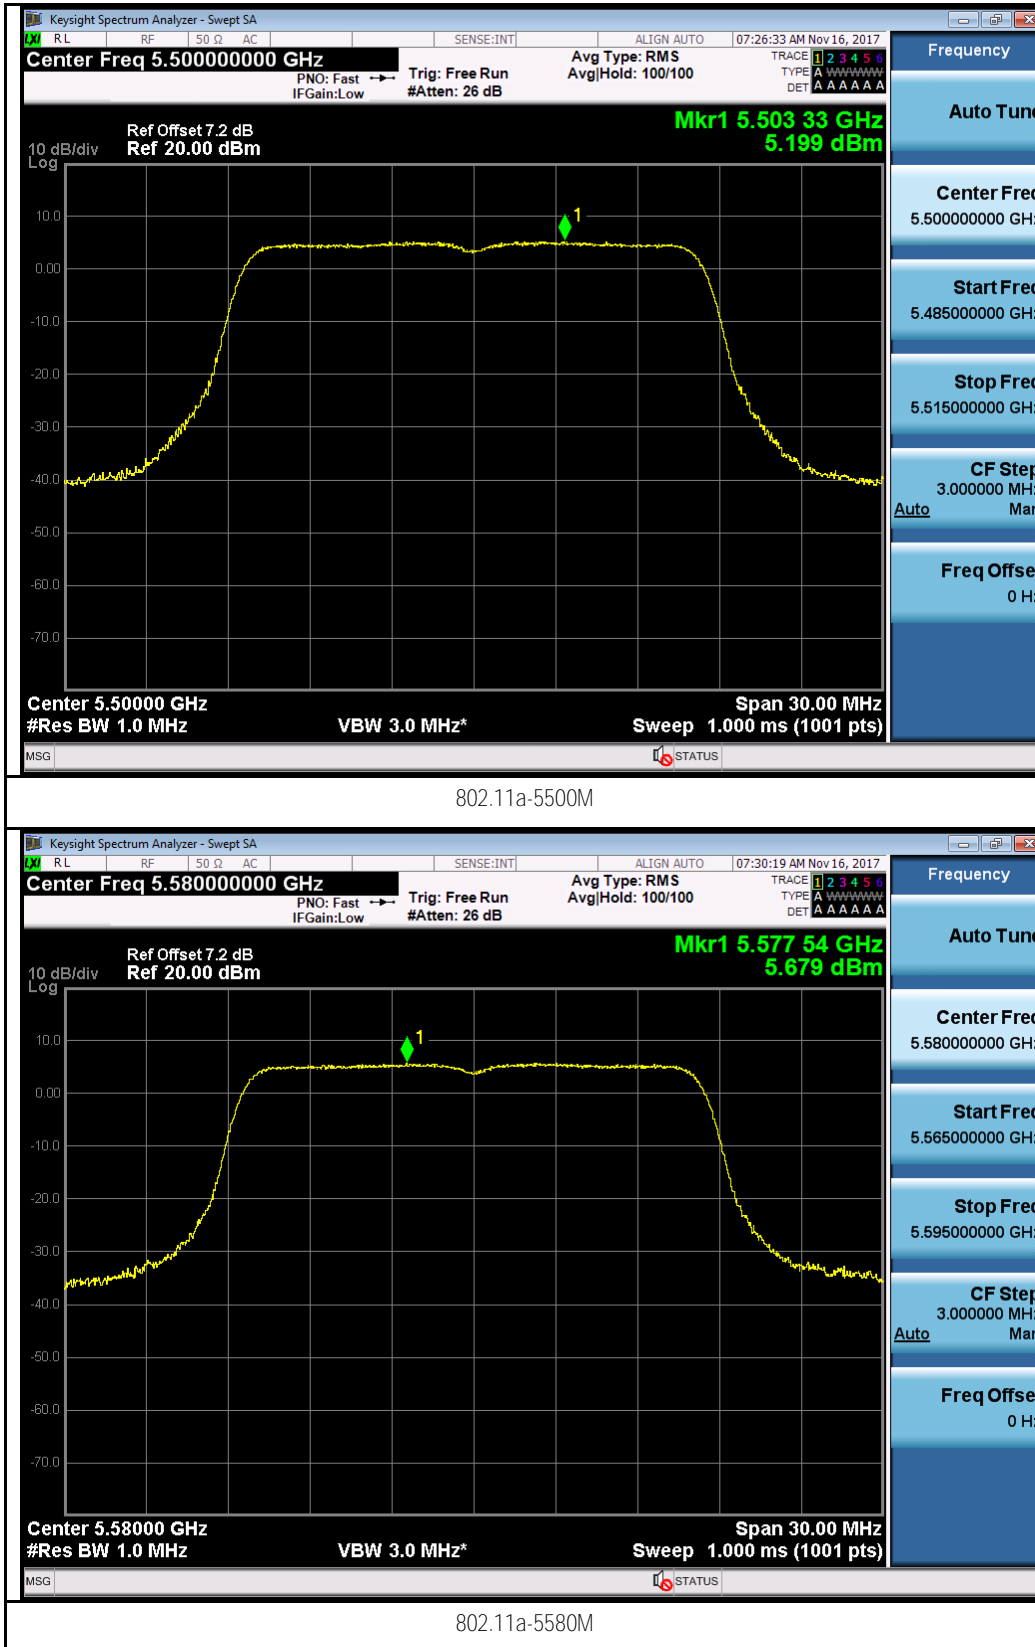 Keysight Spectrum Analyzer - Swept SA
LXI RL RF 50 Ω AC SENSE:INT ALIGN AUTO 07:26:33 AM Nov 16, 2017
Center Freq 5.500000000 GHz
PNO: Fast
IFGain:Low
Trig: Free Run
#Atten: 26 dB
Avg Type: RMS
Avg|Hold: 100/100
TRACE 1 2 3 4 5 6
TYPE A WWWWW
DET A A A A A A
Mkr1 5.503 33 GHz
5.199 dBm
Ref Offset 7.2 dB
10 dB/div Ref 20.00 dBm
Log
10.0
0.00
-10.0
-20.0
-30.0
-40.0
-50.0
-60.0
-70.0
1
Center 5.50000 GHz Span 30.00 MHz
#Res BW 1.0 MHz VBW 3.0 MHz* Sweep 1.000 ms (1001 pts)
MSG STATUS
Frequency
Auto Tune
Center Freq
5.500000000 GHz
Start Freq
5.485000000 GHz
Stop Freq
5.515000000 GHz
CF Step
3.000000 MHz
Auto Man
Freq Offset
0 Hz
802.11a-5500M
Keysight Spectrum Analyzer - Swept SA
LXI RL RF 50 Ω AC SENSE:INT ALIGN AUTO 07:30:19 AM Nov 16, 2017
Center Freq 5.580000000 GHz
PNO: Fast
IFGain:Low
Trig: Free Run
#Atten: 26 dB
Avg Type: RMS
Avg|Hold: 100/100
TRACE 1 2 3 4 5 6
TYPE A WWWWW
DET A A A A A A
Mkr1 5.577 54 GHz
5.679 dBm
Ref Offset 7.2 dB
10 dB/div Ref 20.00 dBm
Log
10.0
0.00
-10.0
-20.0
-30.0
-40.0
-50.0
-60.0
-70.0
1
Center 5.58000 GHz Span 30.00 MHz
#Res BW 1.0 MHz VBW 3.0 MHz* Sweep 1.000 ms (1001 pts)
MSG STATUS
Frequency
Auto Tune
Center Freq
5.580000000 GHz
Start Freq
5.565000000 GHz
Stop Freq
5.595000000 GHz
CF Step
3.000000 MHz
Auto Man
Freq Offset
0 Hz
802.11a-5580M